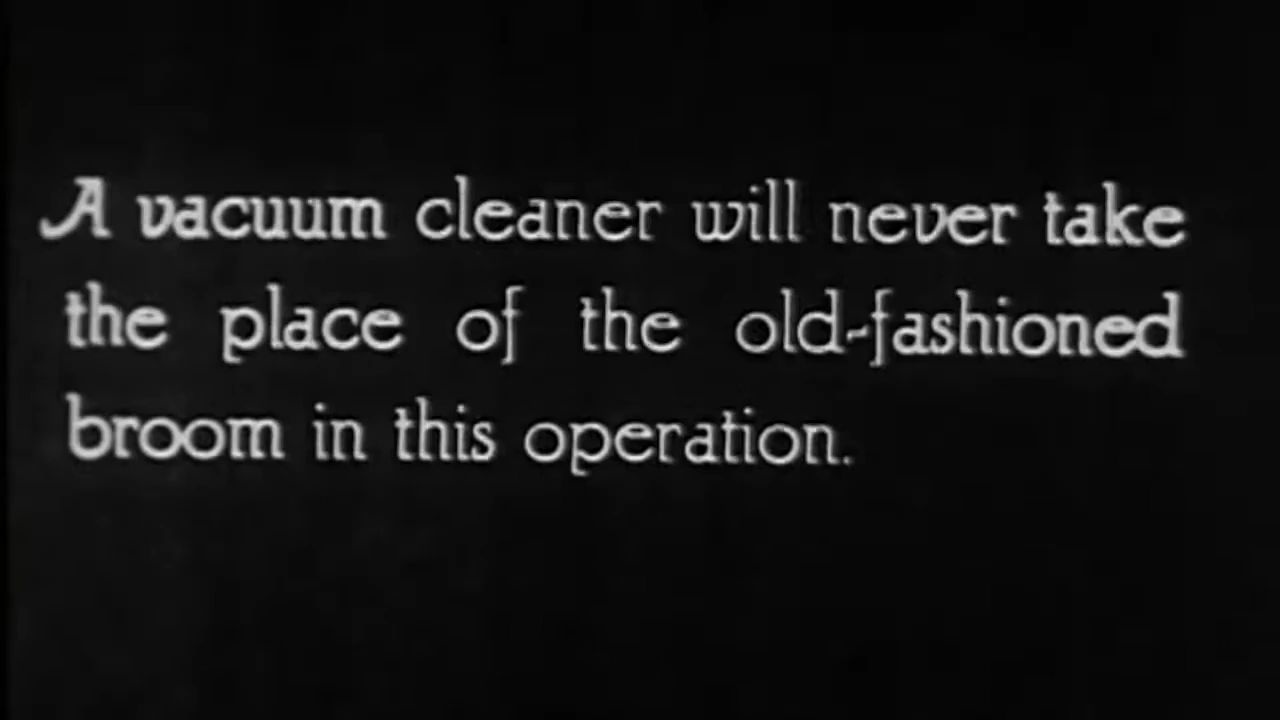 A vacuum cleaner will never take
the place of the old-fashioned
broom in this operation.